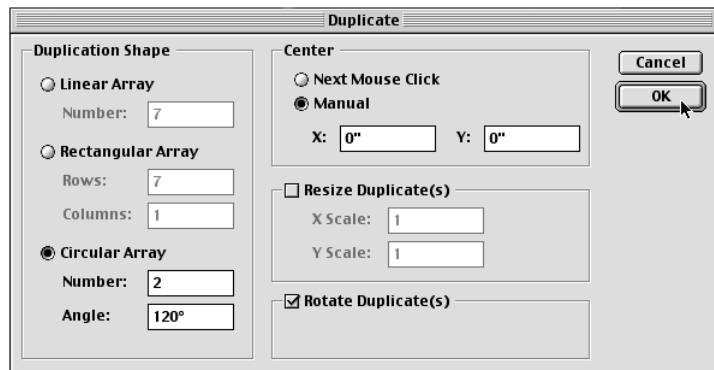 Duplicate
Duplication Shape
Linear Array
Number: 7
Rectangular Array
Rows: 7
Columns: 1
Circular Array
Number: 2
Angle: 120°
Center
Next Mouse Click
Manual
X: 0" Y: 0"
Resize Duplicate(s)
X Scale: 1
Y Scale: 1
Rotate Duplicate(s)
Cancel
OK